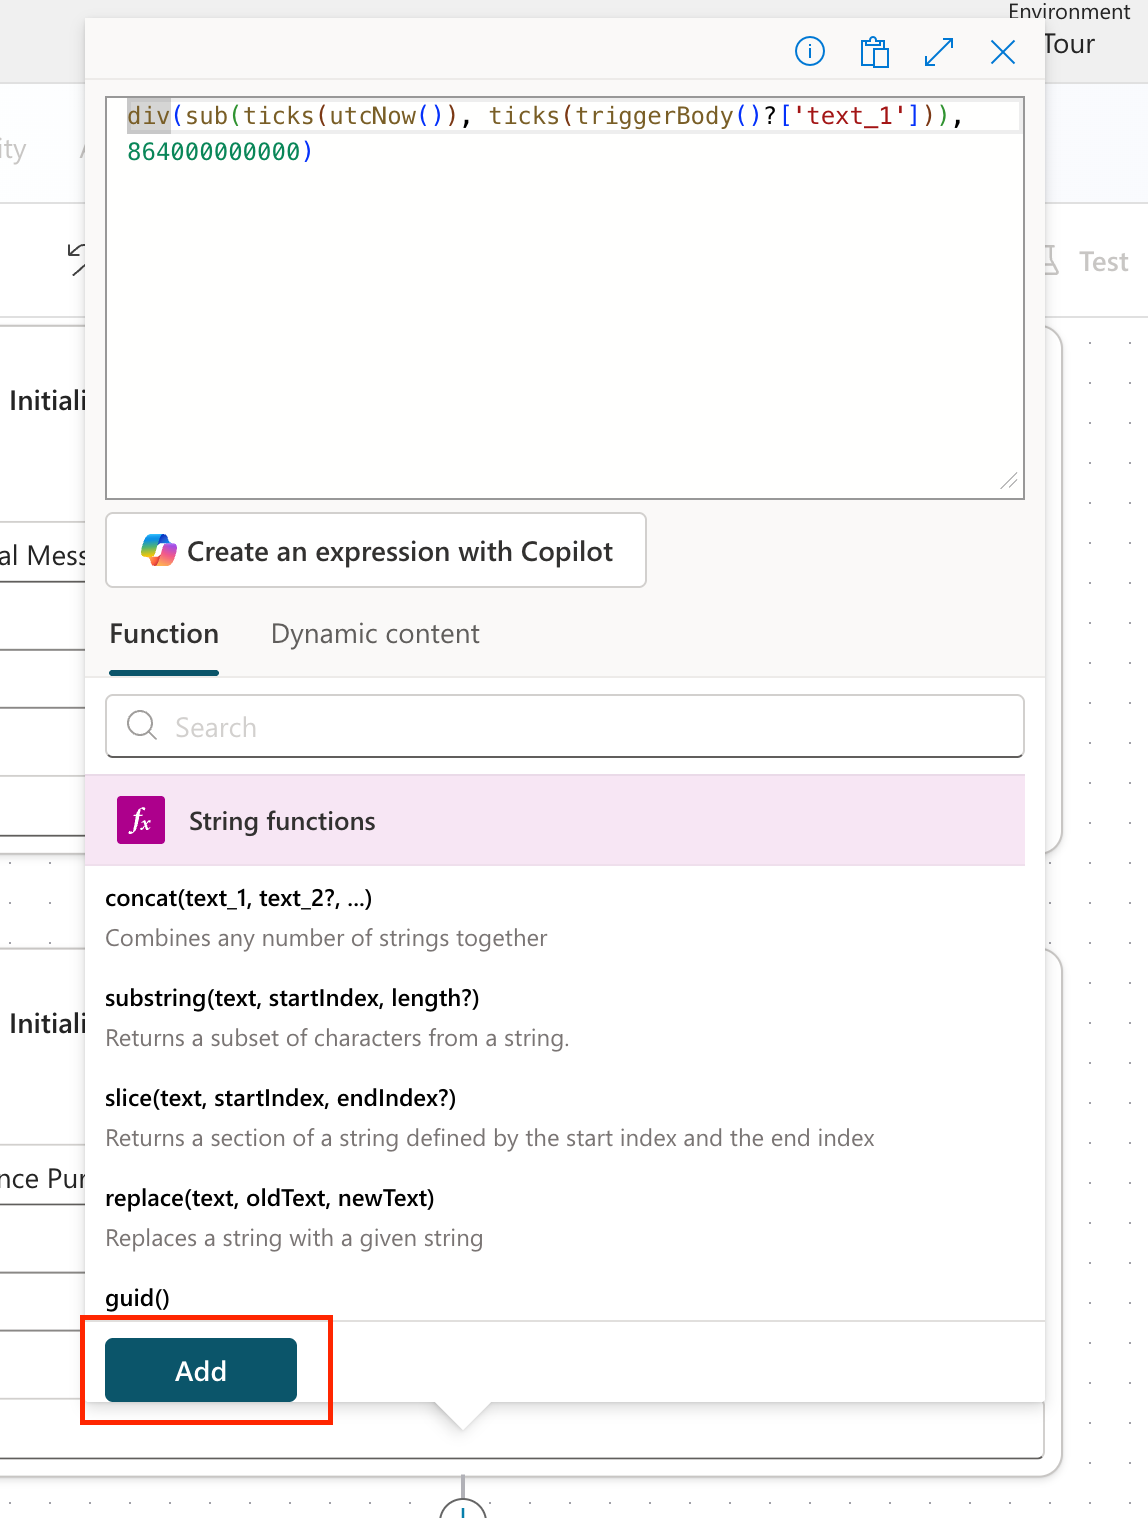 Environment
Tour
ity
div(sub(ticks(utcNow()), ticks(triggerBody()?['text_1'])),
864000000000)
Test
Initiali
al Mess
Create an expression with Copilot
Function
Dynamic content
Search
fx
String functions
concat(text_1, text_2?, ...)
Combines any number of strings together
substring(text, startIndex, length?)
Returns a subset of characters from a string.
Initiali
slice(text, startIndex, endIndex?)
Returns a section of a string defined by the start index and the end index
nce Pur
replace(text, oldText, newText)
Replaces a string with a given string
guid()
Add